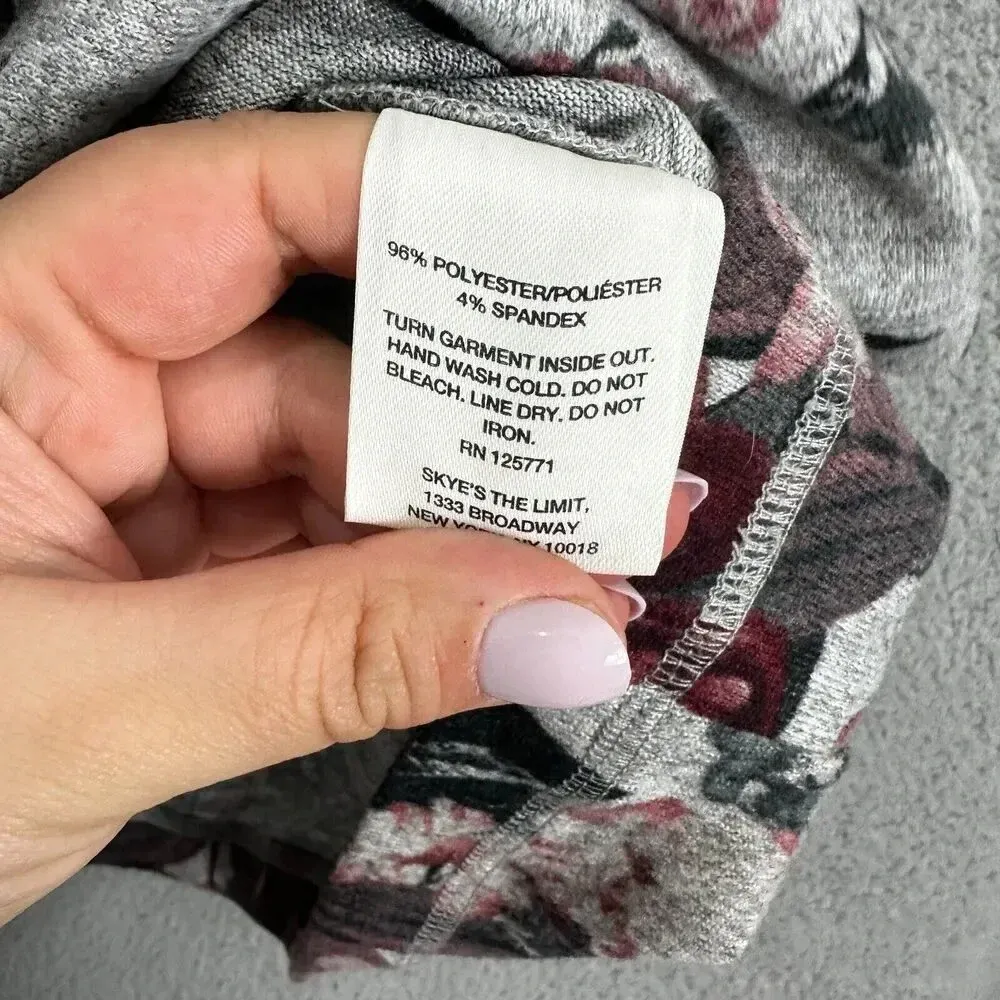 96% POLYESTER/POLIÉSTER
4% SPANDEX
TURN GARMENT INSIDE OUT.
HAND WASH COLD. DO NOT
BLEACH. LINE DRY. DO NOT
IRON.
RN 125771
SKYE'S THE LIMIT,
1333 BROADWAY
NEW 10018